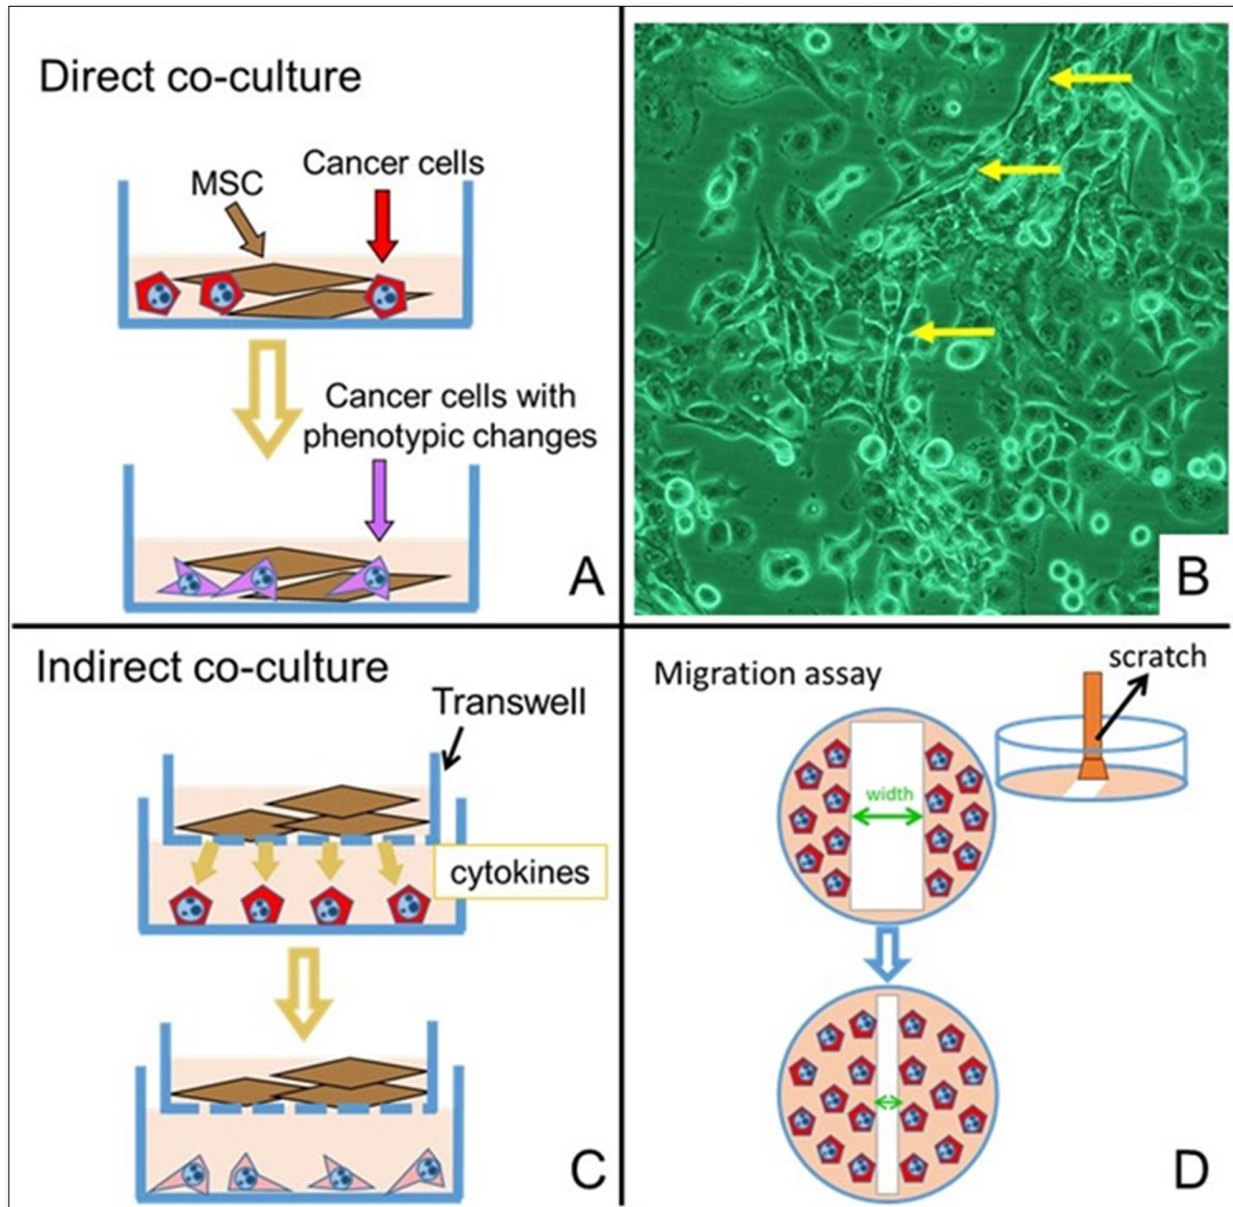 Direct co-culture
MSC
Cancer cells
Cancer cells with
phenotypic changes
A
B
Indirect co-culture
Transwell
cytokines
C
Migration assay
scratch
width
D